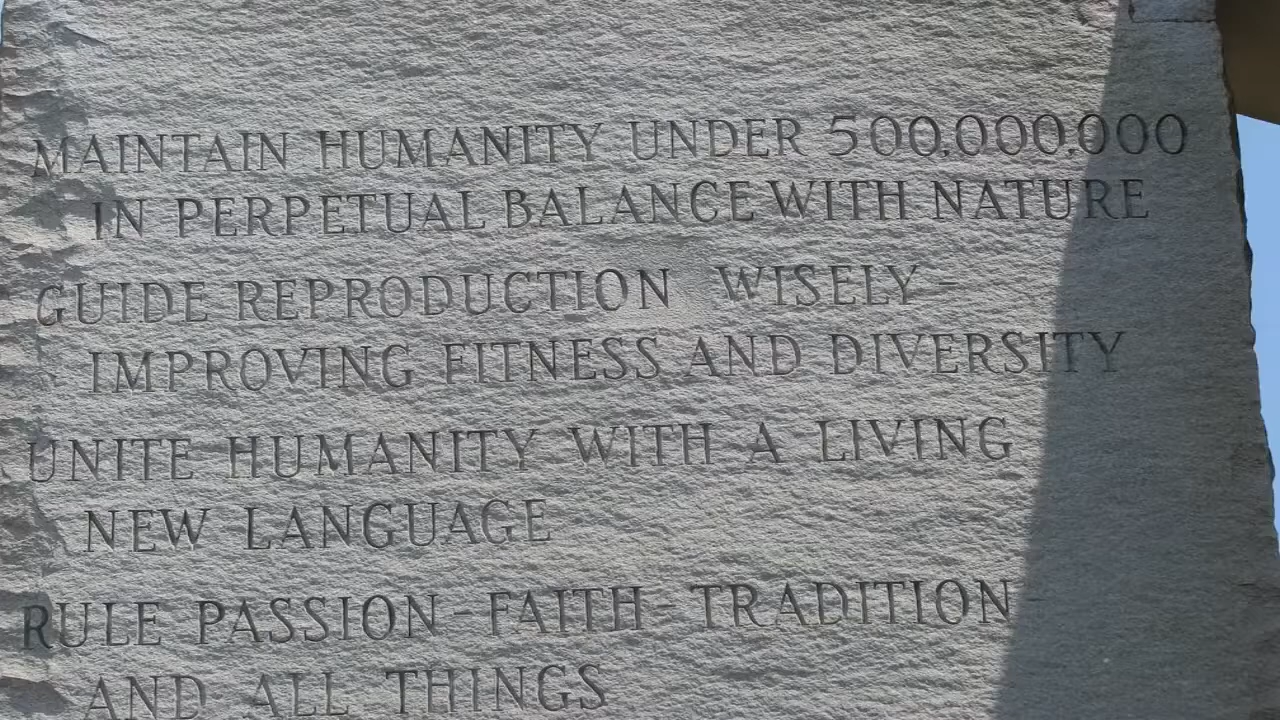 MAINTAIN HUMANITY UNDER 500,000,000
IN PERPETUAL BALANCE WITH NATURE
GUIDE REPRODUCTION WISELY -
IMPROVING FITNESS AND DIVERSITY
UNITE HUMANITY WITH A LIVING
NEW LANGUAGE
RULE PASSION - FAITH - TRADITION
AND ALL THINGS